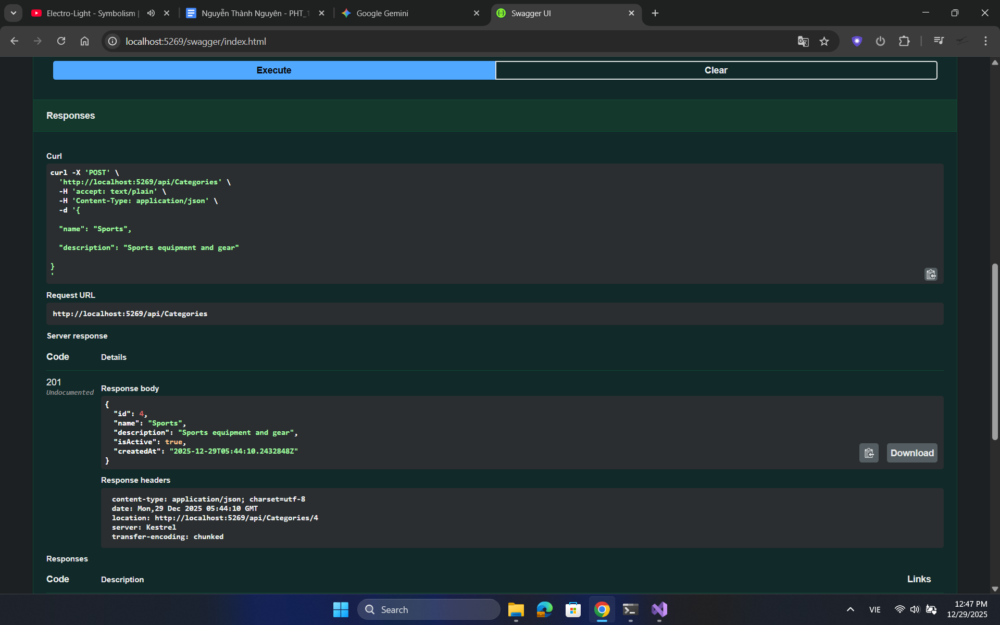 Electro-Light - Symbolism |
Nguyễn Thành Nguyên - PHT_1
Google Gemini
Swagger UI
localhost:5269/swagger/index.html
Execute
Clear
Responses
Curl
curl -X 'POST' \
'http://localhost:5269/api/Categories' \
-H 'accept: text/plain' \
-H 'Content-Type: application/json' \
-d '{
"name": "Sports",
"description": "Sports equipment and gear"
}
'
Request URL
http://localhost:5269/api/Categories
Server response
Code Details
201
Undocumented
Response body
{
"id": 4,
"name": "Sports",
"description": "Sports equipment and gear",
"isActive": true,
"createdAt": "2025-12-29T05:44:10.2432848Z"
}
Download
Response headers
content-type: application/json; charset=utf-8
date: Mon,29 Dec 2025 05:44:10 GMT
location: http://localhost:5269/api/Categories/4
server: Kestrel
transfer-encoding: chunked
Responses
Code Description Links
Search
VIE
12:47 PM
12/29/2025